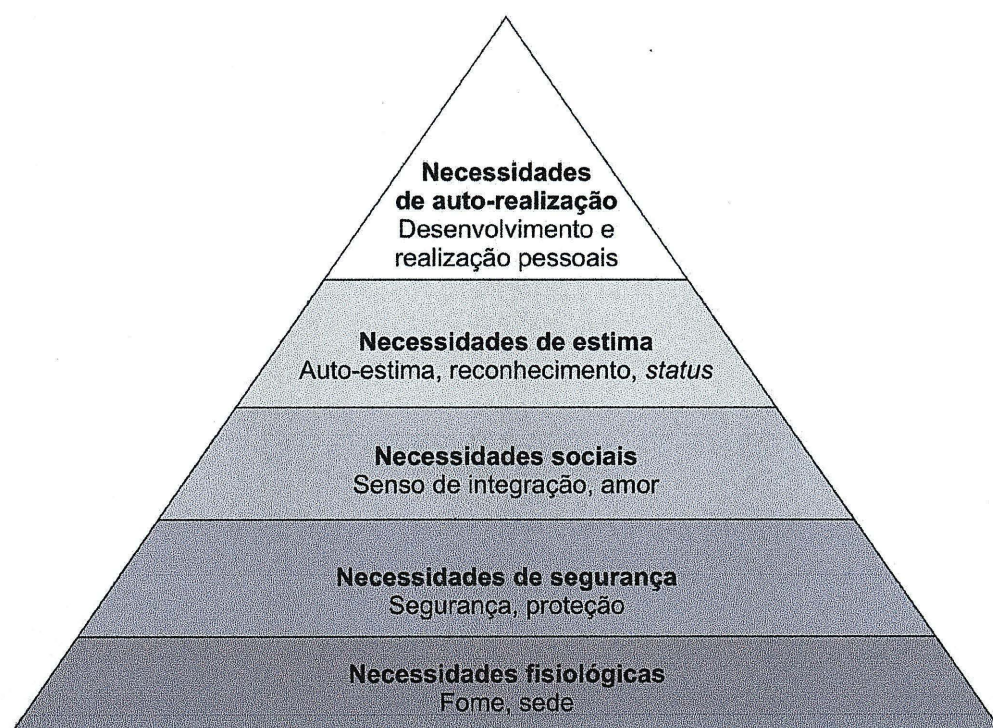 Necessidades
de auto-realização
Desenvolvimento e
realização pessoais
Necessidades de estima
Auto-estima, reconhecimento, status
Necessidades sociais
Senso de integração, amor
Necessidades de segurança
Segurança, proteção
Necessidades fisiológicas
Fome, sede